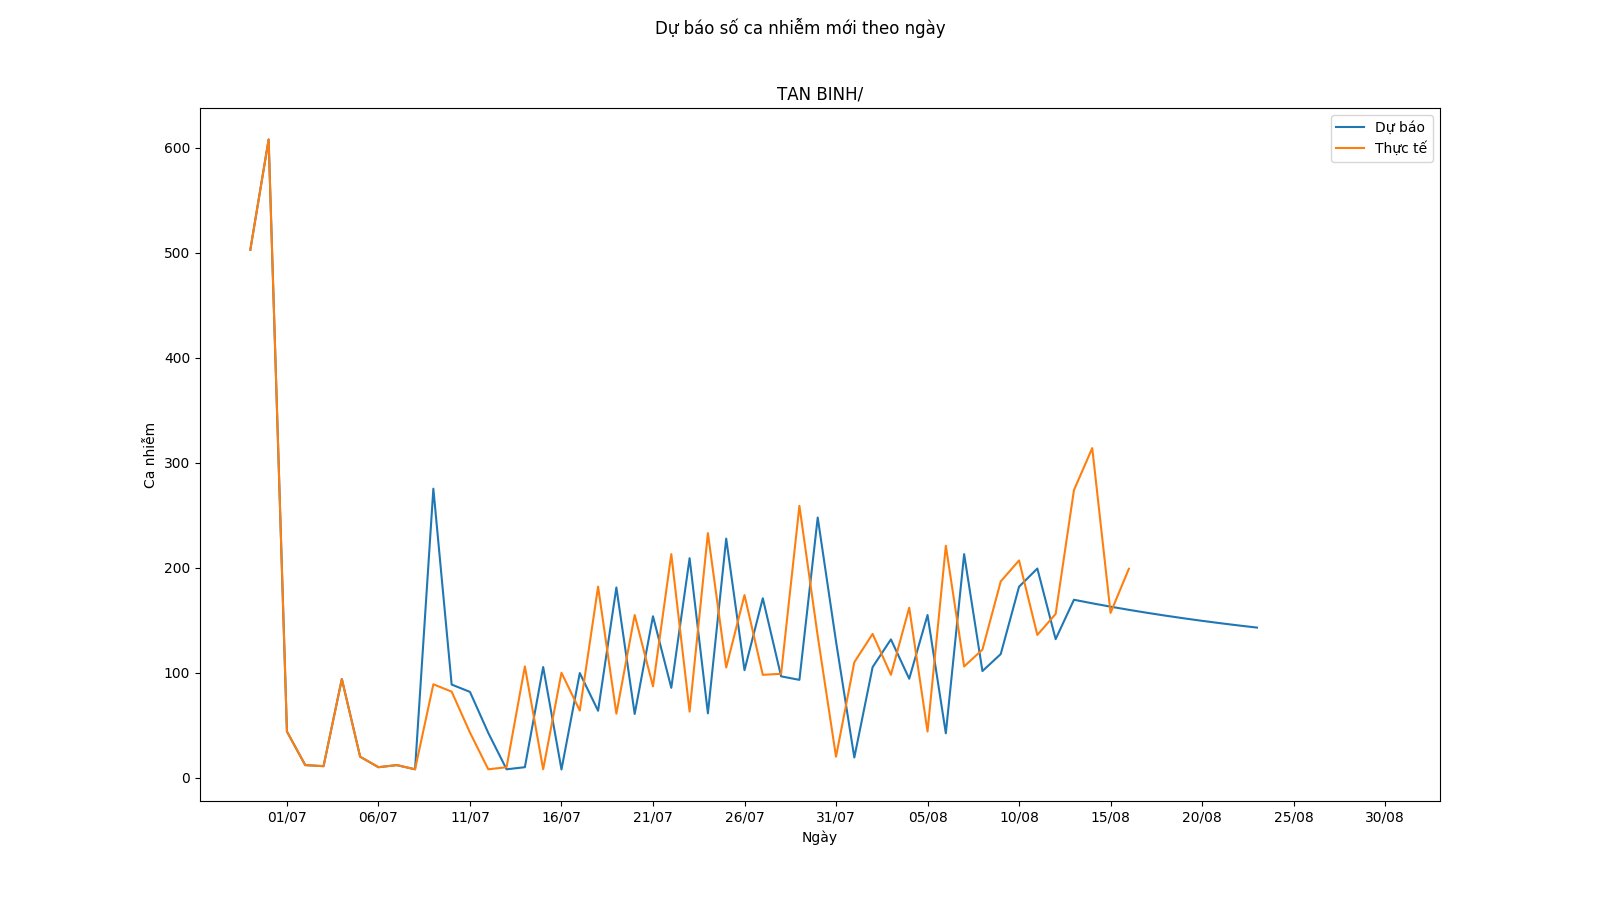 Dự báo số ca nhiễm mới theo ngày
TAN BINH/
Dự báo
Thực tế
600
500
400
300
200
100
0
Ca nhiễm
01/07 06/07 11/07 16/07 21/07 26/07 31/07 05/08 10/08 15/08 20/08 25/08 30/08
Ngày